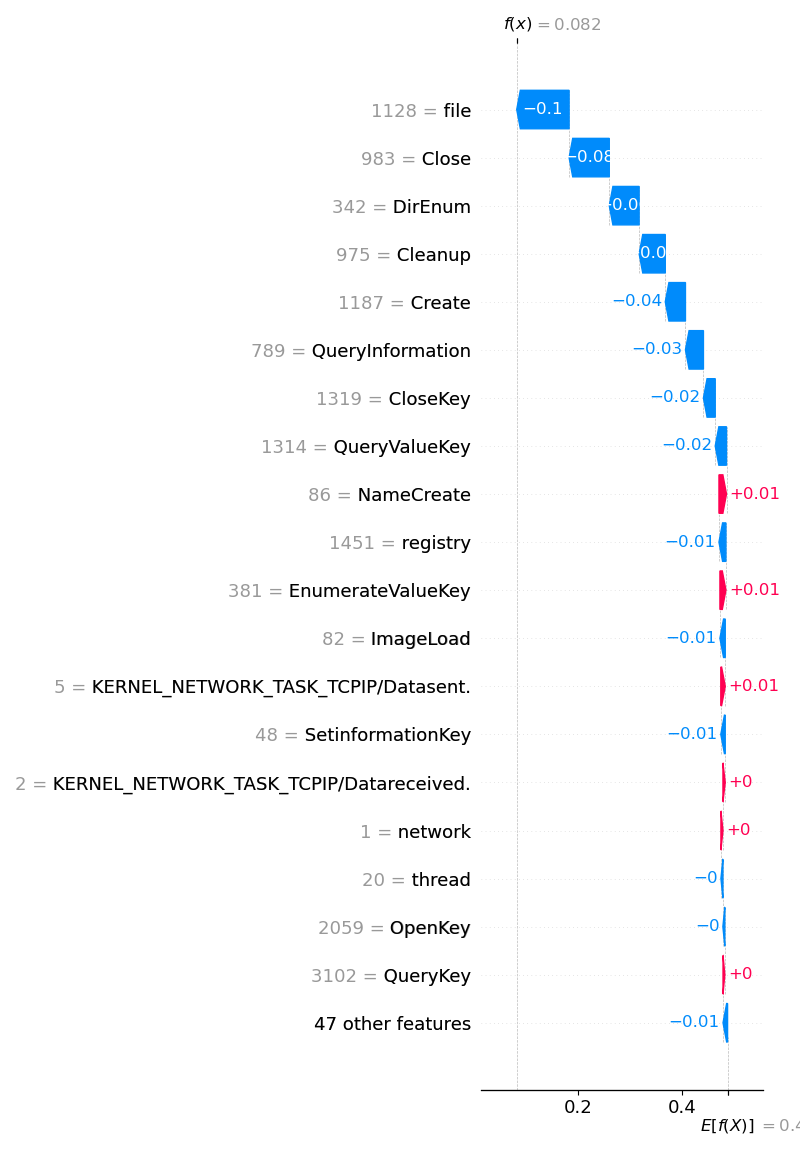 f(x) = 0.082
1128 = file −0.1
983 = Close −0.08
342 = DirEnum
975 = Cleanup
1187 = Create −0.04
789 = QueryInformation −0.03
1319 = CloseKey −0.02
1314 = QueryValueKey −0.02
86 = NameCreate +0.01
1451 = registry −0.01
381 = EnumerateValueKey +0.01
82 = ImageLoad −0.01
5 = KERNEL_NETWORK_TASK_TCPIP/Datasent. +0.01
48 = SetinformationKey −0.01
2 = KERNEL_NETWORK_TASK_TCPIP/Datareceived. +0
1 = network +0
20 = thread −0
2059 = OpenKey −0
3102 = QueryKey +0
47 other features −0.01
0.2 0.4
E[f(X)] =